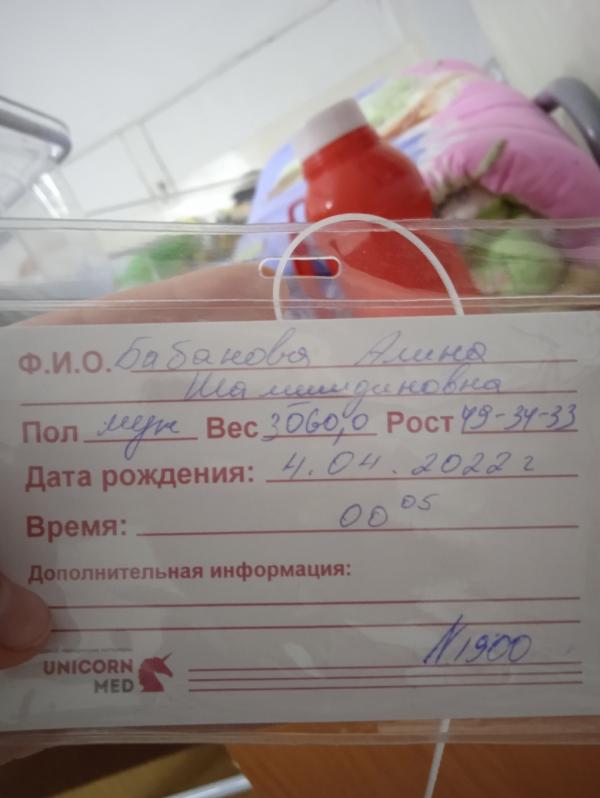 Ф.И.О. Бабанова Алина
Шамшидиновна
Пол муж Вес 3060,0 Рост 49-34-33
Дата рождения: 4.04.2022 г
Время: 00 05
Дополнительная информация:
N1900
UNICORN
MED